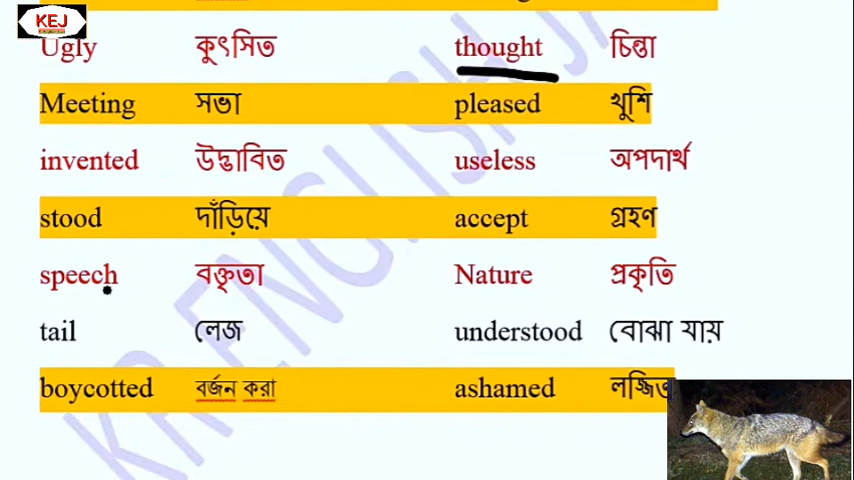 KEJ
Ugly কুৎসিত thought চিন্তা
Meeting সভা pleased খুশি
invented উদ্ভাবিত useless অপদার্থ
stood দাঁড়িয়ে accept গ্রহণ
speech বক্তৃতা Nature প্রকৃতি
tail লেজ understood বোঝা যায়
boycotted বর্জন করা ashamed লজ্জিত